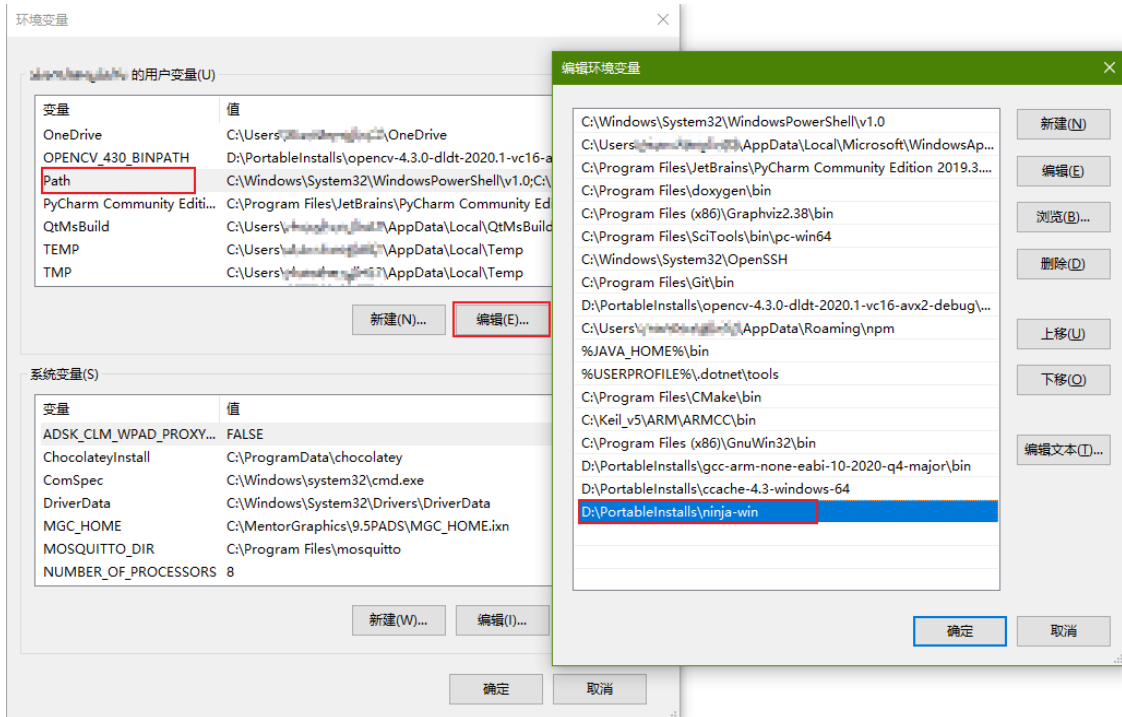 环境变量
的用户变量(U)
变量 值
OneDrive C:\Users\OneDrive
OPENCV_430_BINPATH D:\PortableInstalls\opencv-4.3.0-dldt-2020.1-vc16-a
Path C:\Windows\System32\WindowsPowerShell\v1.0;C:\
PyCharm Community Editi... C:\Program Files\JetBrains\PyCharm Community Ed
QtMsBuild C:\Users\AppData\Local\QtMsBuild
TEMP C:\Users\AppData\Local\Temp
TMP C:\Users\AppData\Local\Temp
新建(N)... 编辑(E)...
系统变量(S)
变量 值
ADSK_CLM_WPAD_PROXY... FALSE
ChocolateyInstall C:\ProgramData\chocolatey
ComSpec C:\Windows\system32\cmd.exe
DriverData C:\Windows\System32\Drivers\DriverData
MGC_HOME C:\MentorGraphics\9.5PADS\MGC_HOME.ixn
MOSQUITTO_DIR C:\Program Files\mosquitto
NUMBER_OF_PROCESSORS 8
新建(W)... 编辑(I)...
确定 取消
编辑环境变量
C:\Windows\System32\WindowsPowerShell\v1.0
C:\Users\AppData\Local\Microsoft\WindowsAp...
C:\Program Files\JetBrains\PyCharm Community Edition 2019.3....
C:\Program Files\doxygen\bin
C:\Program Files (x86)\Graphviz2.38\bin
C:\Program Files\SciTools\bin\pc-win64
C:\Windows\System32\OpenSSH
C:\Program Files\Git\bin
D:\PortableInstalls\opencv-4.3.0-dldt-2020.1-vc16-avx2-debug\...
C:\Users\AppData\Roaming\npm
%JAVA_HOME%\bin
%USERPROFILE%\.dotnet\tools
C:\Program Files\CMake\bin
C:\Keil_v5\ARM\ARMCC\bin
C:\Program Files (x86)\GnuWin32\bin
D:\PortableInstalls\gcc-arm-none-eabi-10-2020-q4-major\bin
D:\PortableInstalls\ccache-4.3-windows-64
D:\PortableInstalls\ninja-win
新建(N)
编辑(E)
浏览(B)...
删除(D)
上移(U)
下移(O)
编辑文本(T)...
确定 取消